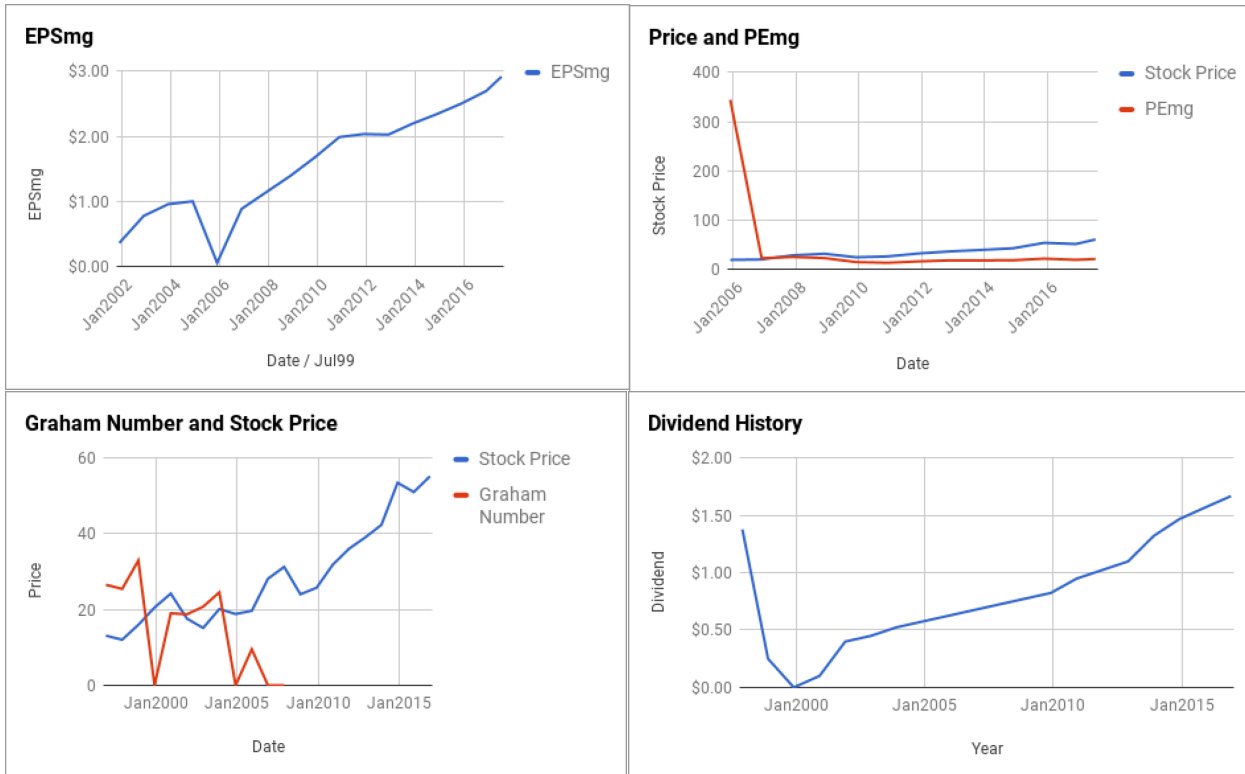 EPSmg
$3.00
$2.00
$1.00
$0.00
EPSmg
EPSmg
Jan2002
Jan2004
Jan2006
Jan2008
Jan2010
Jan2012
Jan2014
Jan2016
Date / Jul99
Price and PEmg
400
300
200
100
0
Stock Price
Stock Price
PEmg
Jan2006
Jan2008
Jan2010
Jan2012
Jan2014
Jan2016
Date
Graham Number and Stock Price
60
40
20
0
Price
Stock Price
Graham
Number
Jan2000
Jan2005
Jan2010
Jan2015
Date
Dividend History
$2.00
$1.50
$1.00
$0.50
$0.00
Dividend
Jan2000
Jan2005
Jan2010
Jan2015
Year